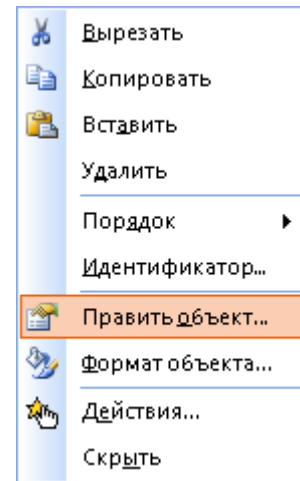 Вырезать
Копировать
Вставить
Удалить
Порядок
Идентификатор...
Править объект...
Формат объекта...
Действия...
Скрыть